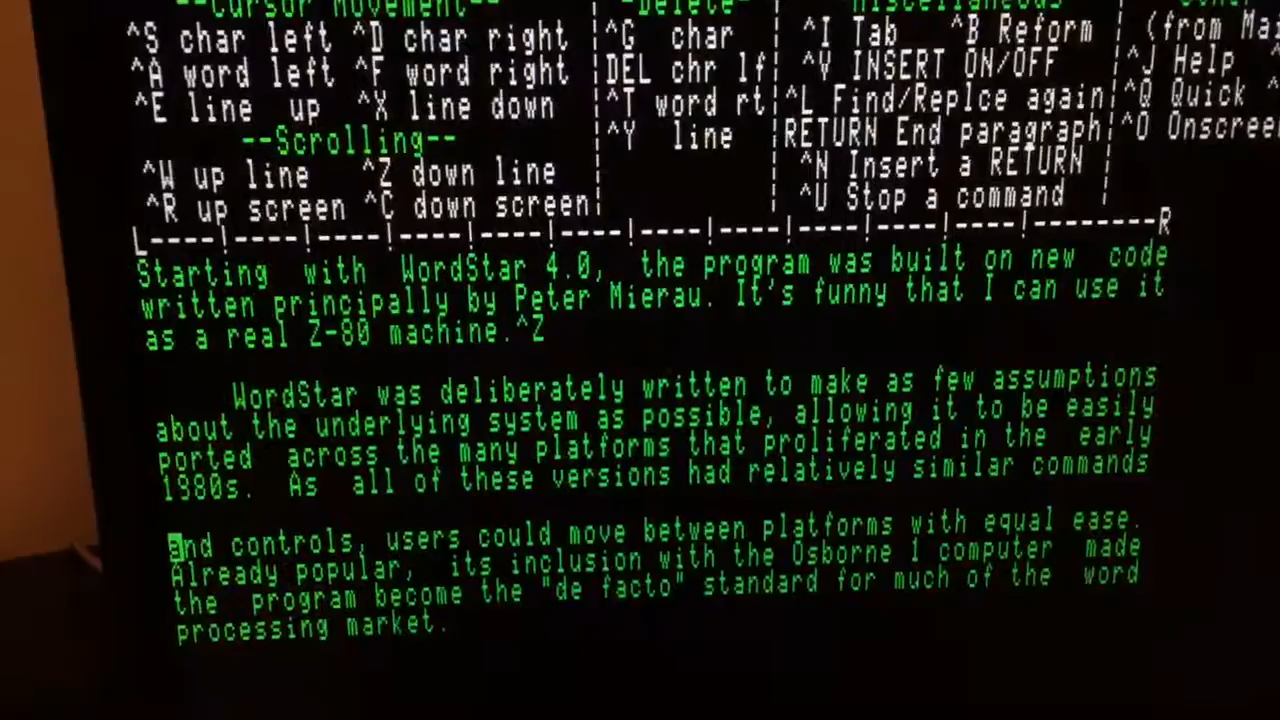 --Cursor Movement-- | -Delete- | Miscellaneous |
^S char left ^D char right |^G char | ^I Tab ^B Reform | (from Mai
^A word left ^F word right |DEL chr lf| ^V INSERT ON/OFF |^J Help ^
^E line up ^X line down |^T word rt|^L Find/Replce again|^Q Quick ^
--Scrolling-- |^Y line |RETURN End paragraph|^O Onscree
^W up line ^Z down line | | ^N Insert a RETURN |
^R up screen ^C down screen| | ^U Stop a command |
L----!----!----!----!----!----!----!----!----!----!--------R
Starting with WordStar 4.0, the program was built on new code
written principally by Peter Mierau. It's funny that I can use it
as a real Z-80 machine.^Z
WordStar was deliberately written to make as few assumptions
about the underlying system as possible, allowing it to be easily
ported across the many platforms that proliferated in the early
1980s. As all of these versions had relatively similar commands
and controls, users could move between platforms with equal ease.
Already popular, its inclusion with the Osborne 1 computer made
the program become the "de facto" standard for much of the word
processing market.